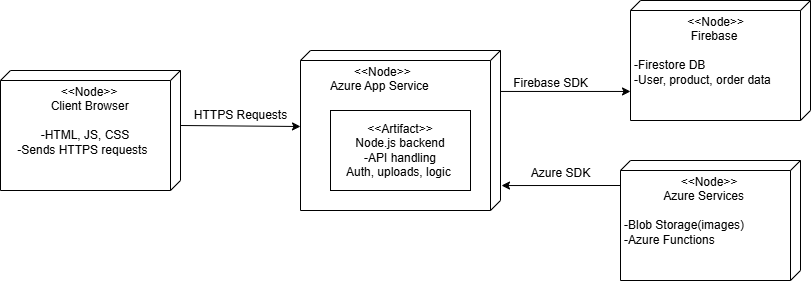 <<Node>>
Client Browser
-HTML, JS, CSS
-Sends HTTPS requests
HTTPS Requests
<<Node>>
Azure App Service
<<Artifact>>
Node.js backend
-API handling
Auth, uploads, logic
Firebase SDK
<<Node>>
Firebase
-Firestore DB
-User, product, order data
Azure SDK
<<Node>>
Azure Services
-Blob Storage(images)
-Azure Functions